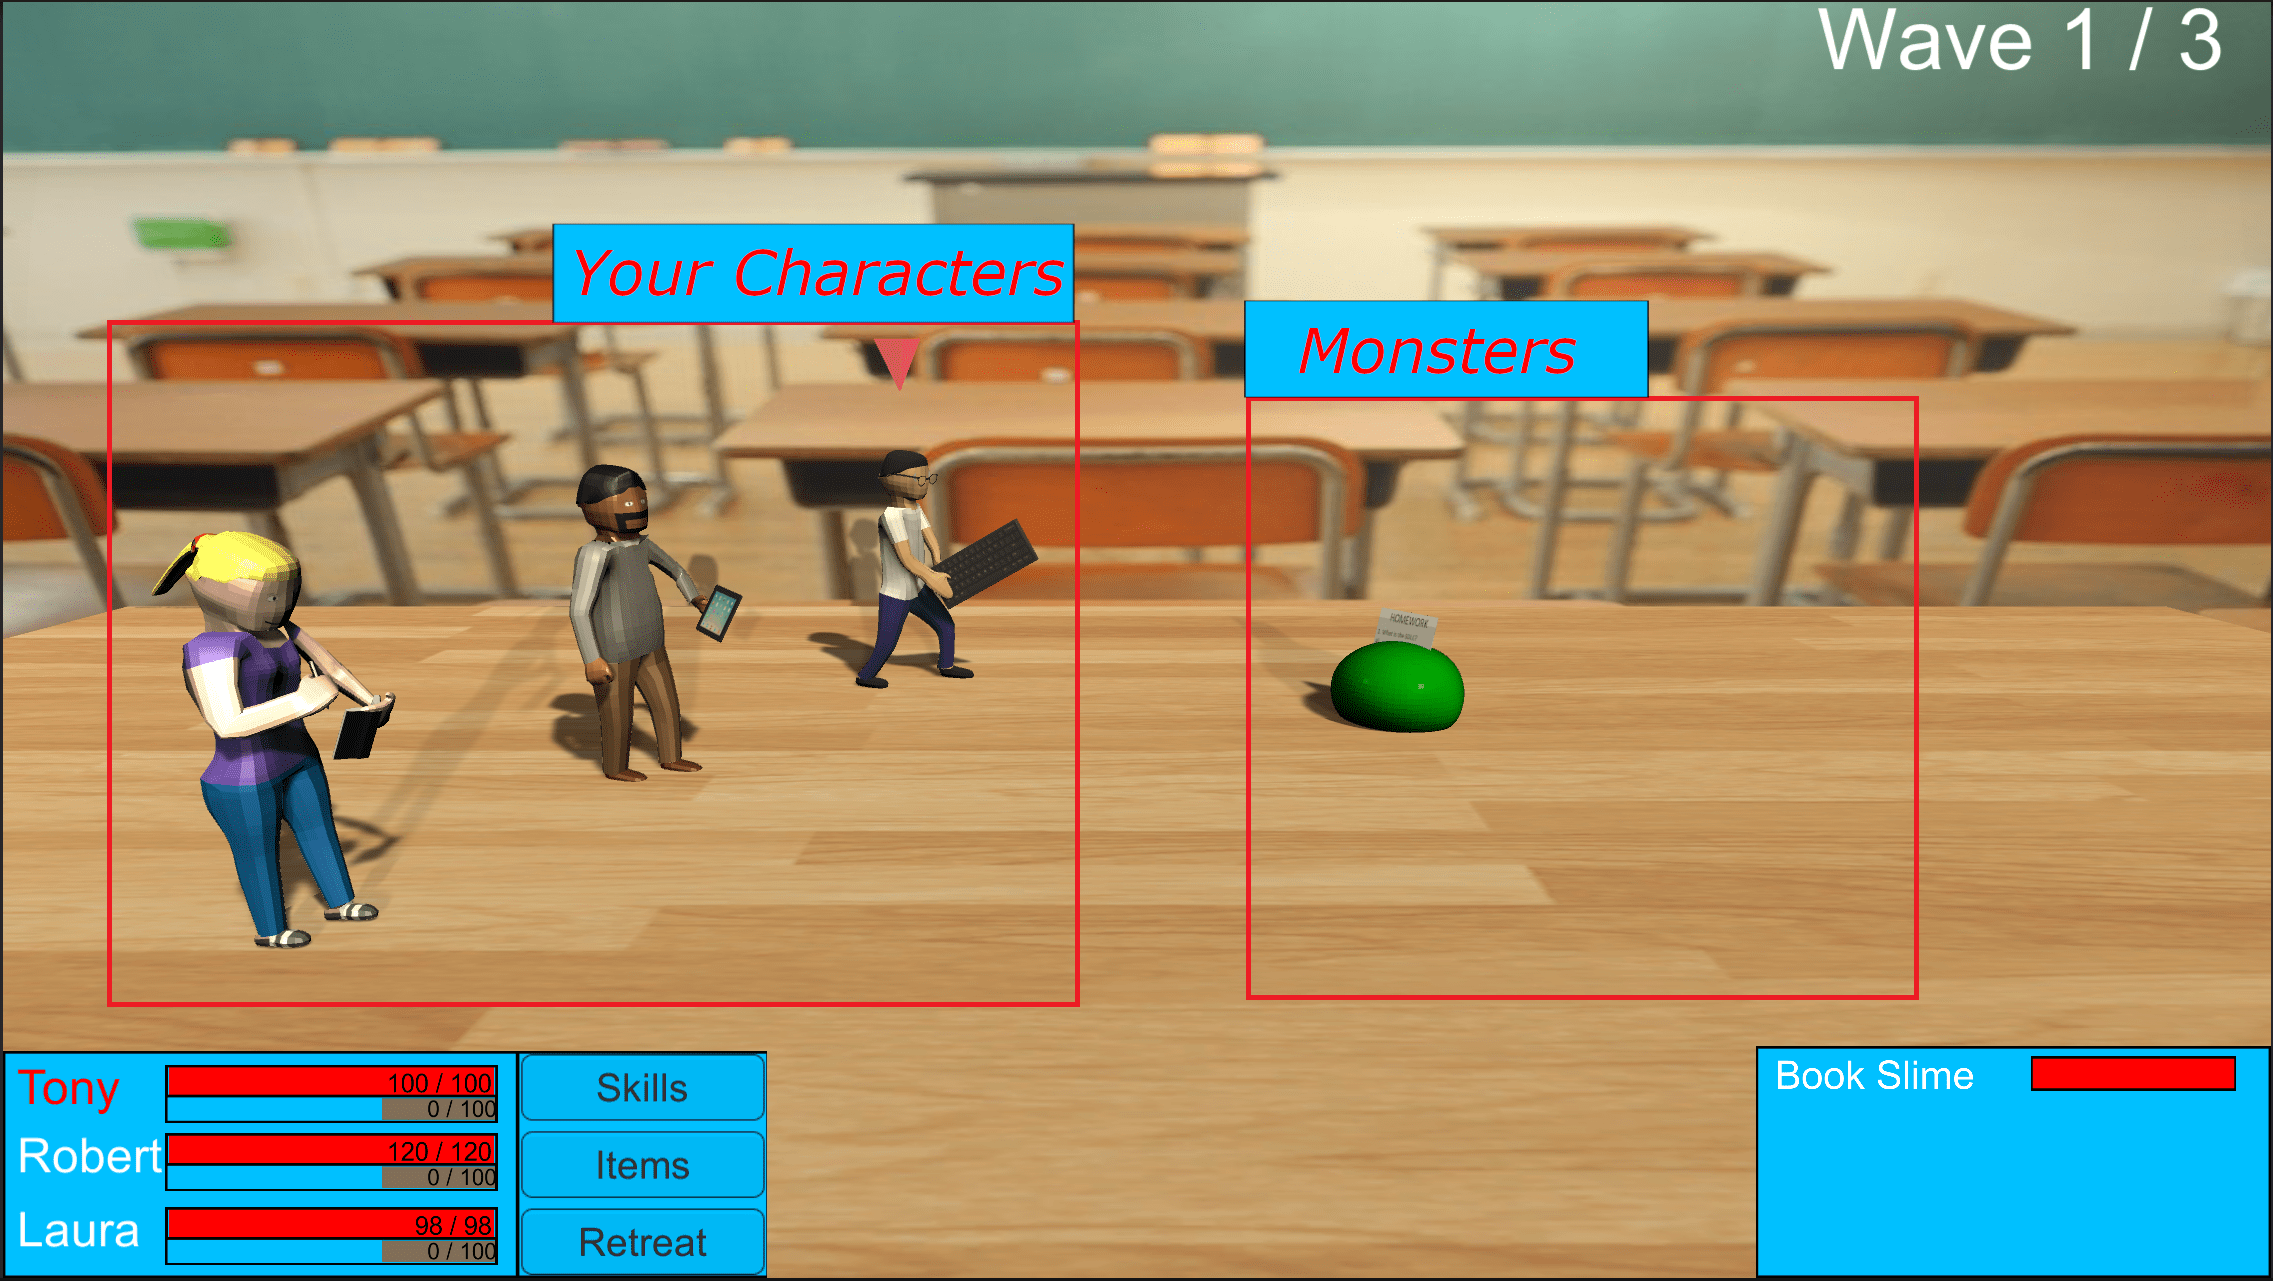 Wave 1 / 3
Your Characters
Monsters
HOMEWORK
Tony
100 / 100
0 / 100
Robert
120 / 120
0 / 100
Laura
98 / 98
0 / 100
Skills
Items
Retreat
Book Slime